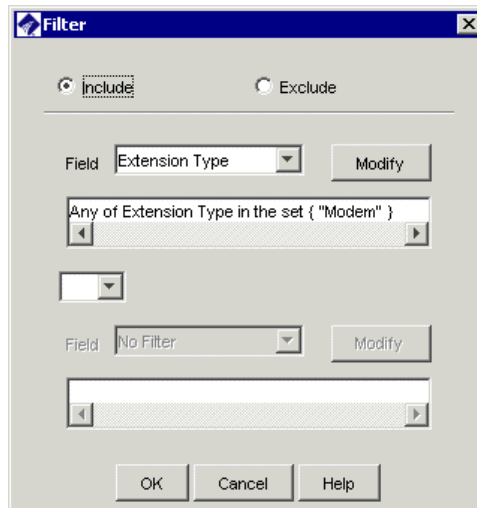 Filter
Include Exclude
Field Extension Type Modify
Any of Extension Type in the set { "Modem" }
Field No Filter Modify
OK Cancel Help